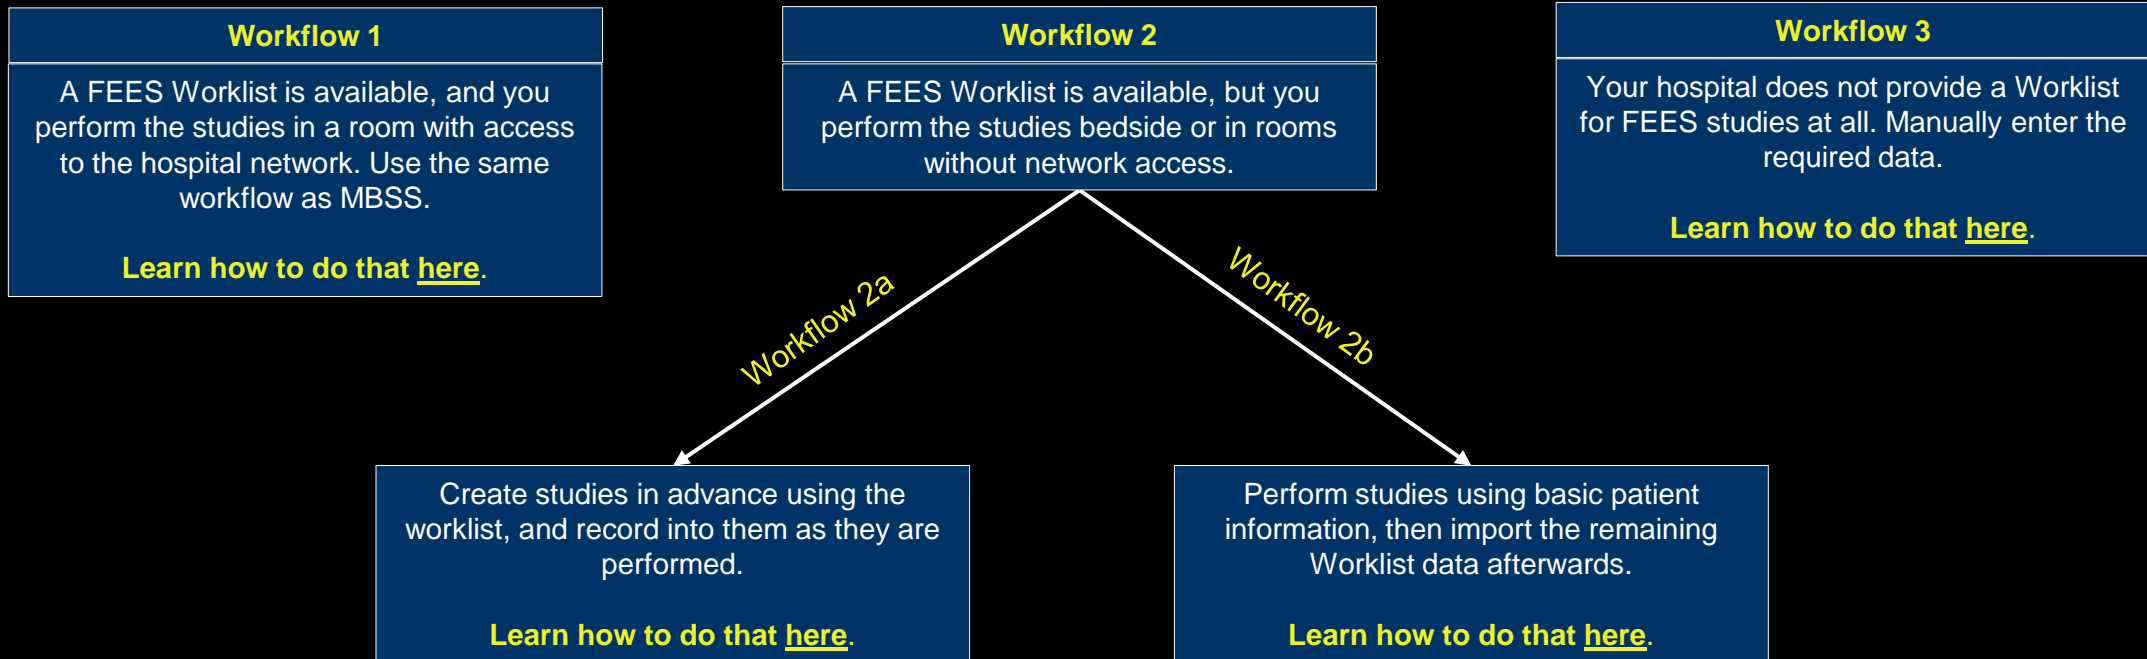 Workflow 1
A FEES Worklist is available, and you
perform the studies in a room with access
to the hospital network. Use the same
workflow as MBSS.
Learn how to do that here.
Workflow 2
A FEES Worklist is available, but you
perform the studies bedside or in rooms
without network access.
Workflow 3
Your hospital does not provide a Worklist
for FEES studies at all. Manually enter the
required data.
Learn how to do that here.
Workflow 2a
Workflow 2b
Create studies in advance using the
worklist, and record into them as they are
performed.
Learn how to do that here.
Perform studies using basic patient
information, then import the remaining
Worklist data afterwards.
Learn how to do that here.